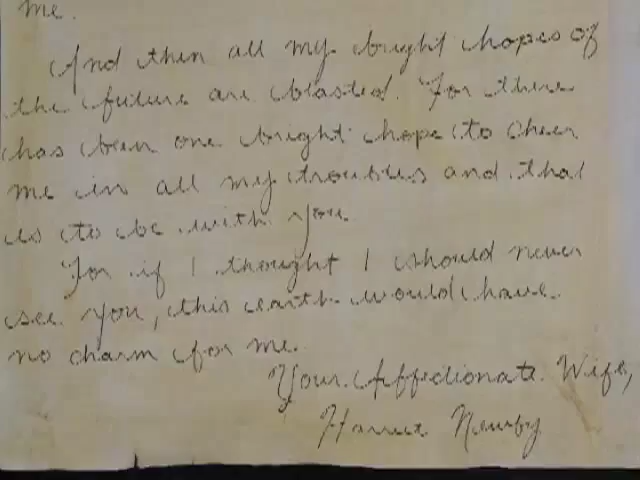 me.
And then all my bright hopes of
the future are blasted. For there
has been one bright hope to cheer
me in all my troubles and that
is to be with you.
For if I thought I should never
see you, this earth would have
no charm for me.
Your Affectionate Wife,
Harriet Newby